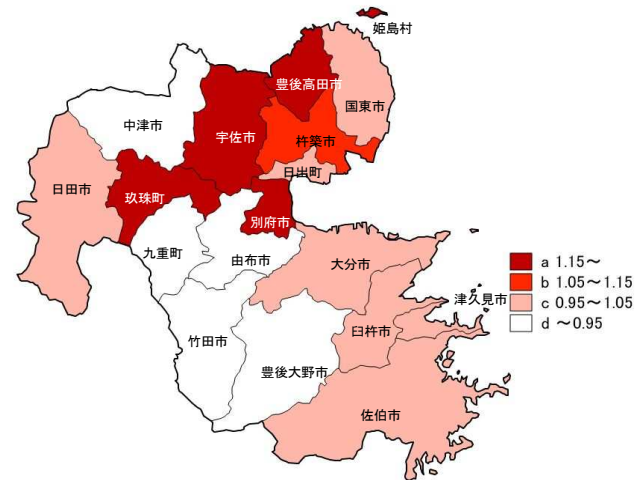 姫島村
豊後高田市
国東市
中津市
宇佐市
杵築市
日出町
日田市
玖珠町
別府市
九重町
由布市
大分市
津久見市
臼杵市
竹田市
豊後大野市
佐伯市
a 1.15～
b 1.05～1.15
c 0.95～1.05
d ～0.95